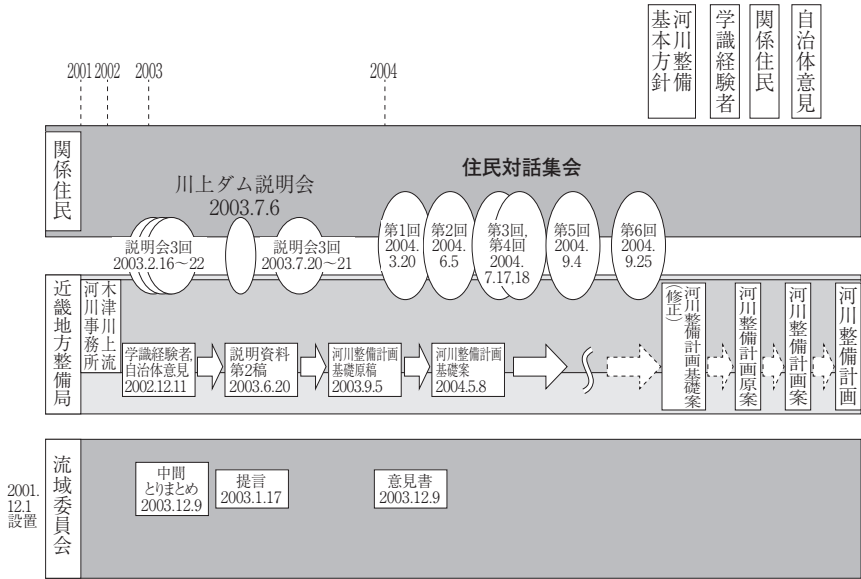 河川整備
基本方針
学識経験者
関係住民
自治体意見
2001
2002
2003
2004
関係住民
川上ダム説明会
2003.7.6
住民対話集会
説明会3回
2003.2.16～22
説明会3回
2003.7.20～21
第1回
2004.
3.20
第2回
2004.
6.5
第3回,
第4回
2004.
7.17,18
第5回
2004.
9.4
第6回
2004.
9.25
近畿地方整備局
木津川上流
河川事務所
学識経験者,
自治体意見
2002.12.11
説明資料
第2稿
2003.6.20
河川整備計画
基礎原稿
2003.9.5
河川整備計画
基礎案
2004.5.8
河川整備計画基礎案
（修正）
河川整備計画原案
河川整備計画案
河川整備計画
2001.
12.1
設置
流域委員会
中間
とりまとめ
2003.12.9
提言
2003.1.17
意見書
2003.12.9